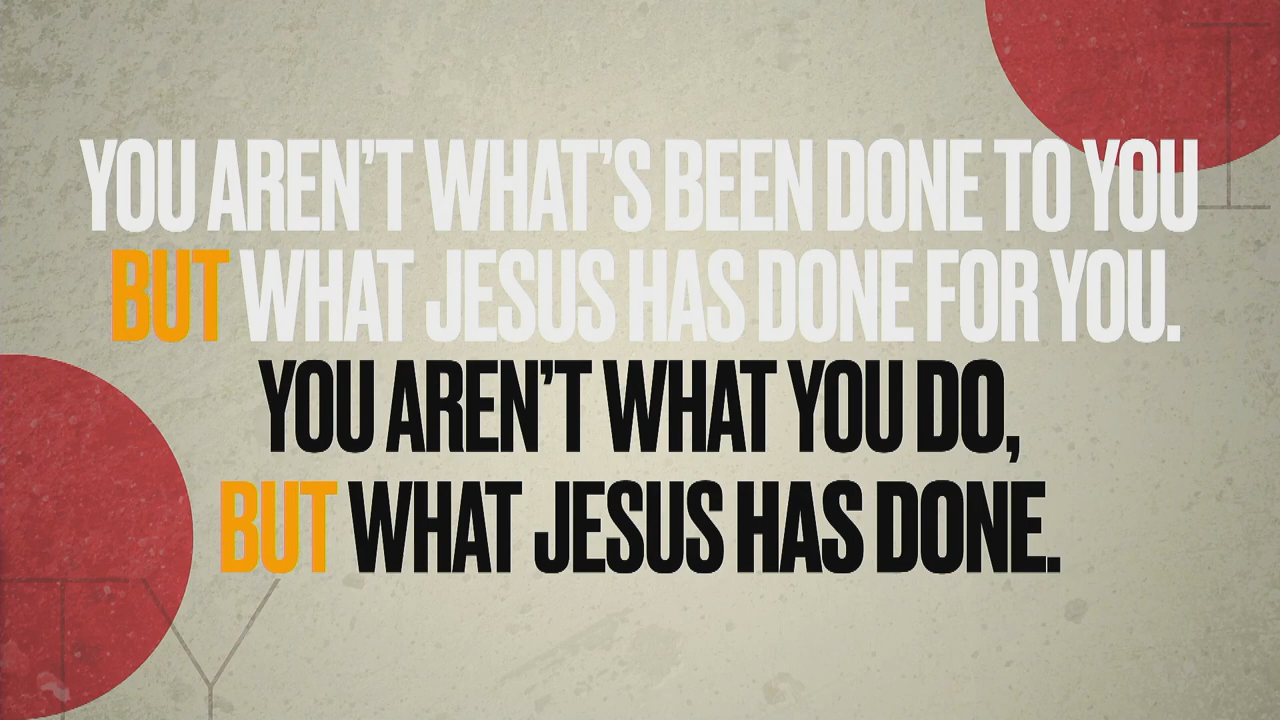 I
YOU AREN'T WHAT'S BEEN DONE TO YOU
BUT WHAT JESUS HAS DONE FOR YOU.
YOU AREN'T WHAT YOU DO,
BUT WHAT JESUS HAS DONE.
TY